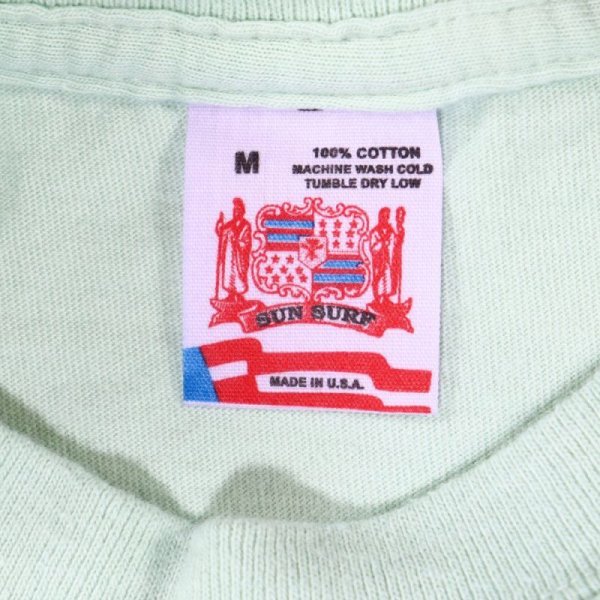 M
100% COTTON
MACHINE WASH COLD
TUMBLE DRY LOW
SUN SURF
MADE IN U.S.A.